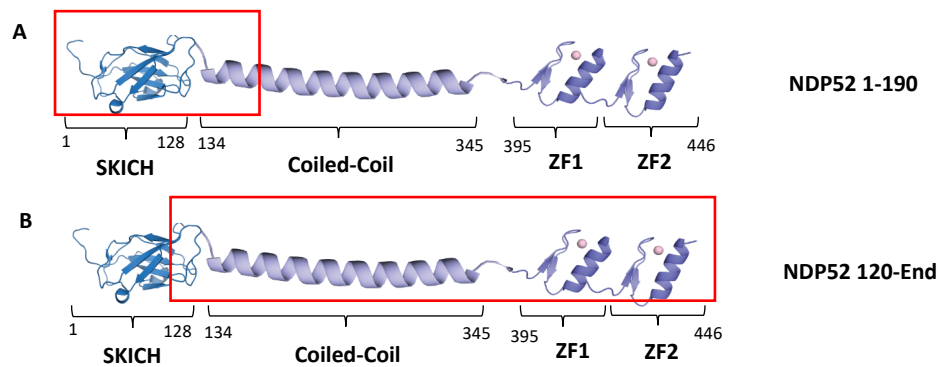 A
NDP52 1-190
1 128 134 345 395 446
SKICH Coiled-Coil ZF1 ZF2
B
NDP52 120-End
1 128 134 345 395 446
SKICH Coiled-Coil ZF1 ZF2